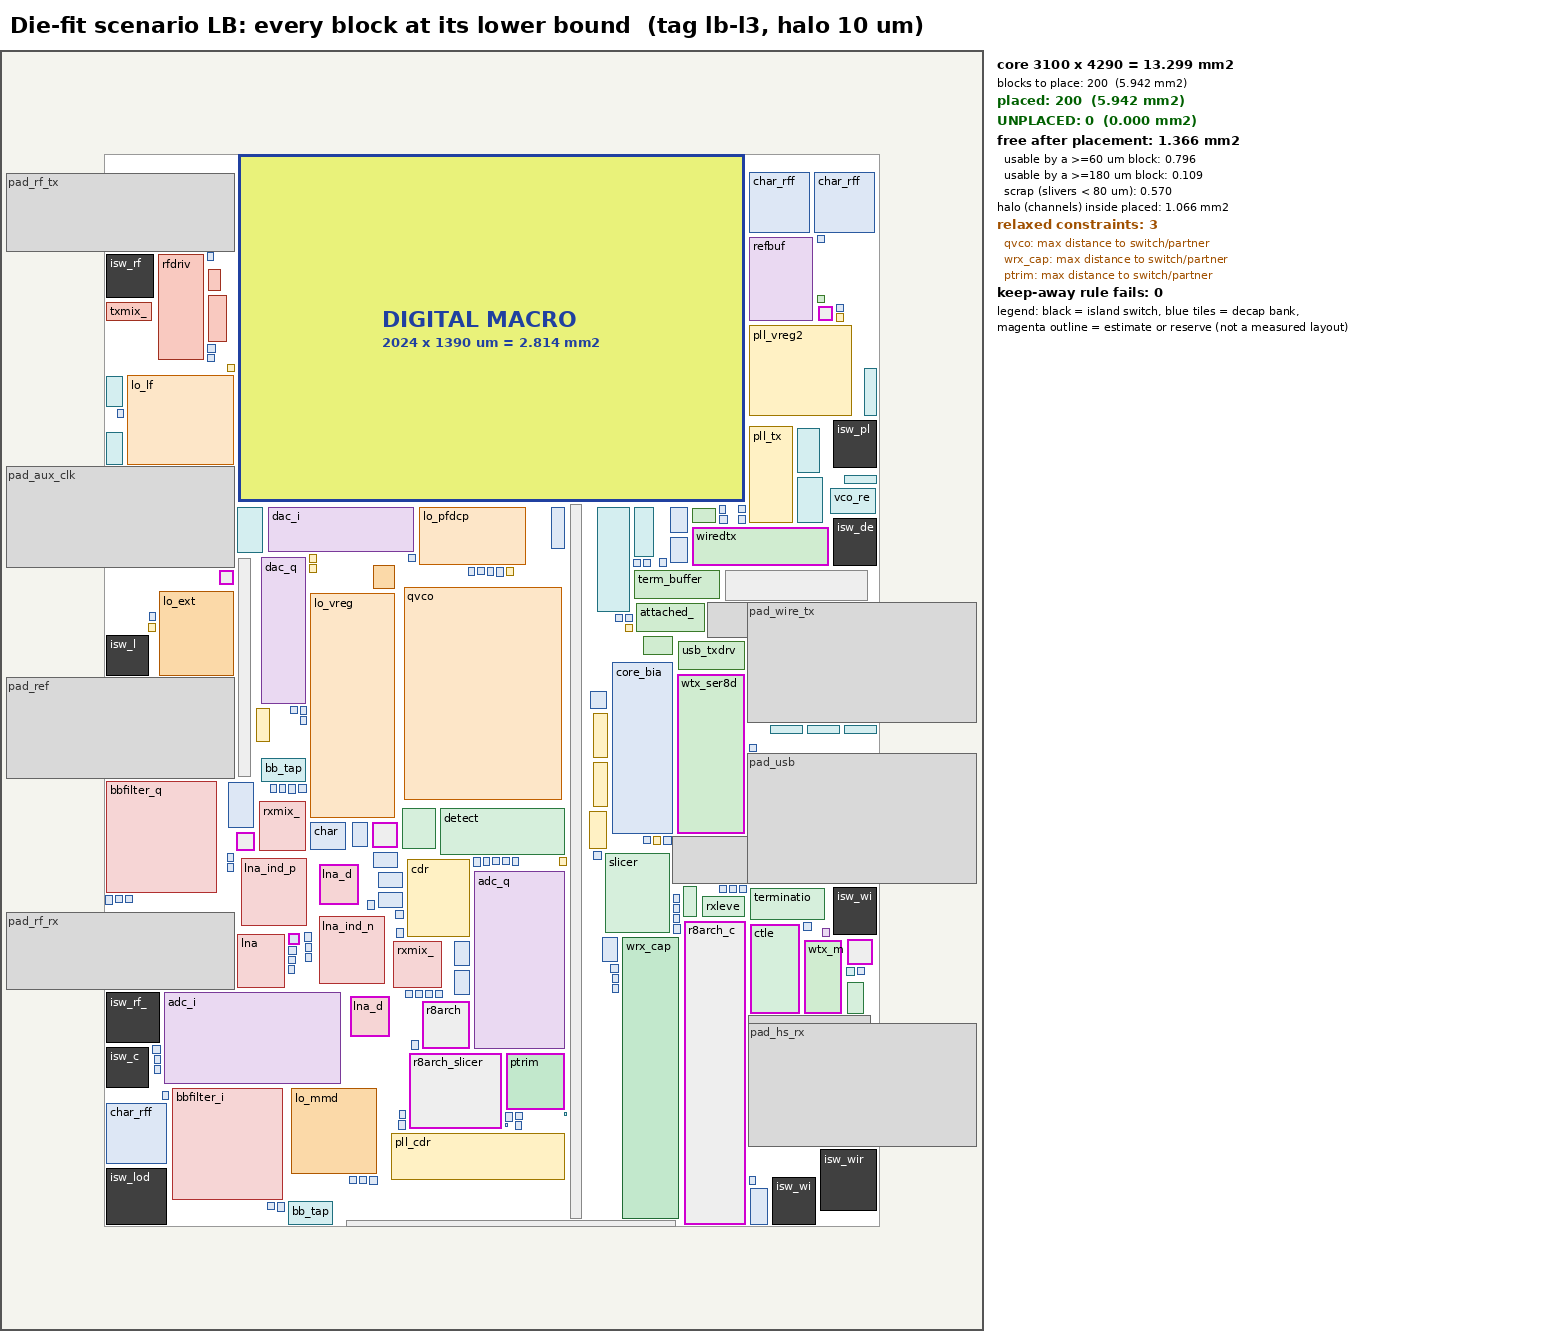 Die-fit scenario LB: every block at its lower bound  (tag lb-l3, halo 10 um)
core 3100 x 4290 = 13.299 mm2
blocks to place: 200  (5.942 mm2)
placed: 200  (5.942 mm2)
UNPLACED: 0  (0.000 mm2)
free after placement: 1.366 mm2
usable by a >=60 um block: 0.796
usable by a >=180 um block: 0.109
scrap (slivers < 80 um): 0.570
halo (channels) inside placed: 1.066 mm2
relaxed constraints: 3
qvco: max distance to switch/partner
wrx_cap: max distance to switch/partner
ptrim: max distance to switch/partner
keep-away rule fails: 0
legend: black = island switch, blue tiles = decap bank,
magenta outline = estimate or reserve (not a measured layout)
pad_rf_tx
char_rff
char_rff
refbuf
isw_rf
rfdriv
txmix_
DIGITAL MACRO
2024 x 1390 um = 2.814 mm2
pll_vreg2
lo_lf
isw_pl
pll_tx
pad_aux_clk
vco_re
dac_i
lo_pfdcp
isw_de
wiredtx
dac_q
term_buffer
lo_ext
lo_vreg
qvco
attached_
pad_wire_tx
isw_l
usb_txdrv
core_bia
wtx_ser8d
pad_ref
pad_usb
bb_tap
bbfilter_q
rxmix_
char
detect
slicer
lna_ind_p
lna_d
cdr
adc_q
terminatio
isw_wi
rxleve
pad_rf_rx
lna_ind_n
r8arch_c
ctle
lna
rxmix_
wrx_cap
wtx_m
isw_rf_
adc_i
lna_d
r8arch
pad_hs_rx
isw_c
r8arch_slicer
ptrim
bbfilter_i
lo_mmd
char_rff
pll_cdr
isw_wir
isw_lod
isw_wi
bb_tap